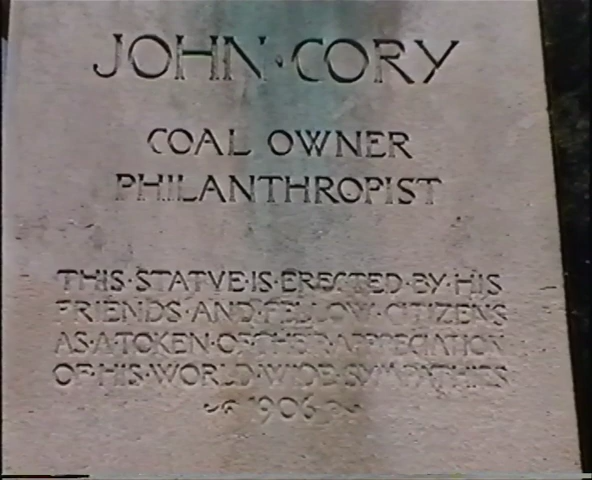 JOHN·CORY
COAL OWNER
PHILANTHROPIST
THIS·STATVE·IS·ERECTED·BY·HIS
FRIENDS·AND·FELLOW·CITIZENS
AS·A·TOKEN·OF·THEIR·APPRECIATION
OF·HIS·WORLD·WIDE·SYMPATHIES
1906